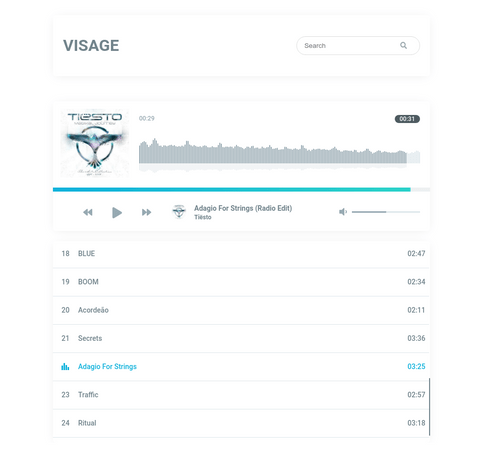 VISAGE
Search
TIËSTO
00:29
00:31
Adagio For Strings (Radio Edit)
Tiësto
18 BLUE 02:47
19 BOOM 02:34
20 Acordeão 02:11
21 Secrets 03:36
Adagio For Strings 03:25
23 Traffic 02:57
24 Ritual 03:18